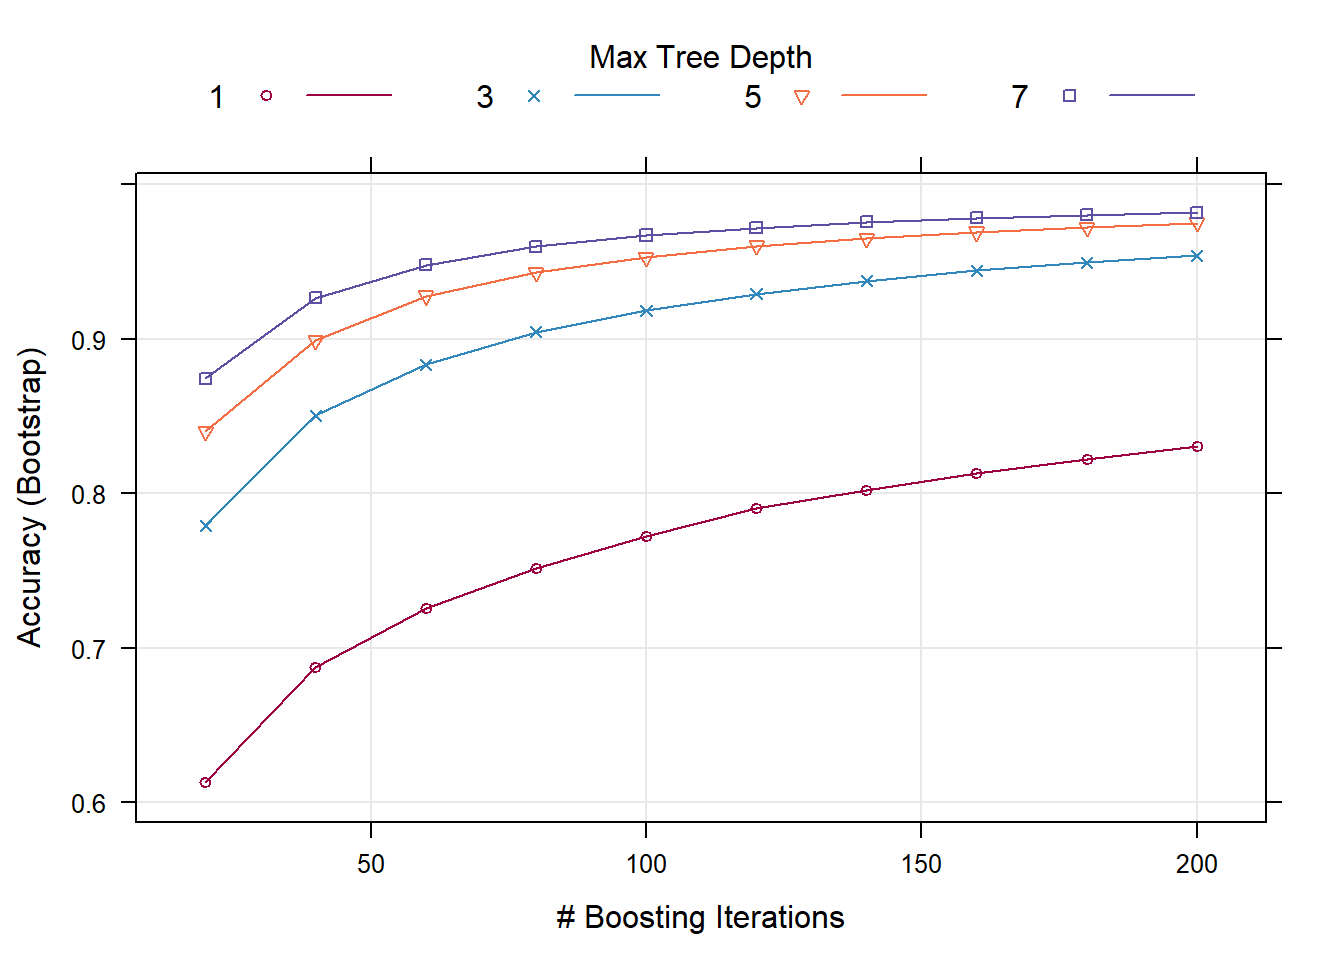 Max Tree Depth
1 3 5 7
0.9
0.8
0.7
0.6
Accuracy (Bootstrap)
50 100 150 200
# Boosting Iterations